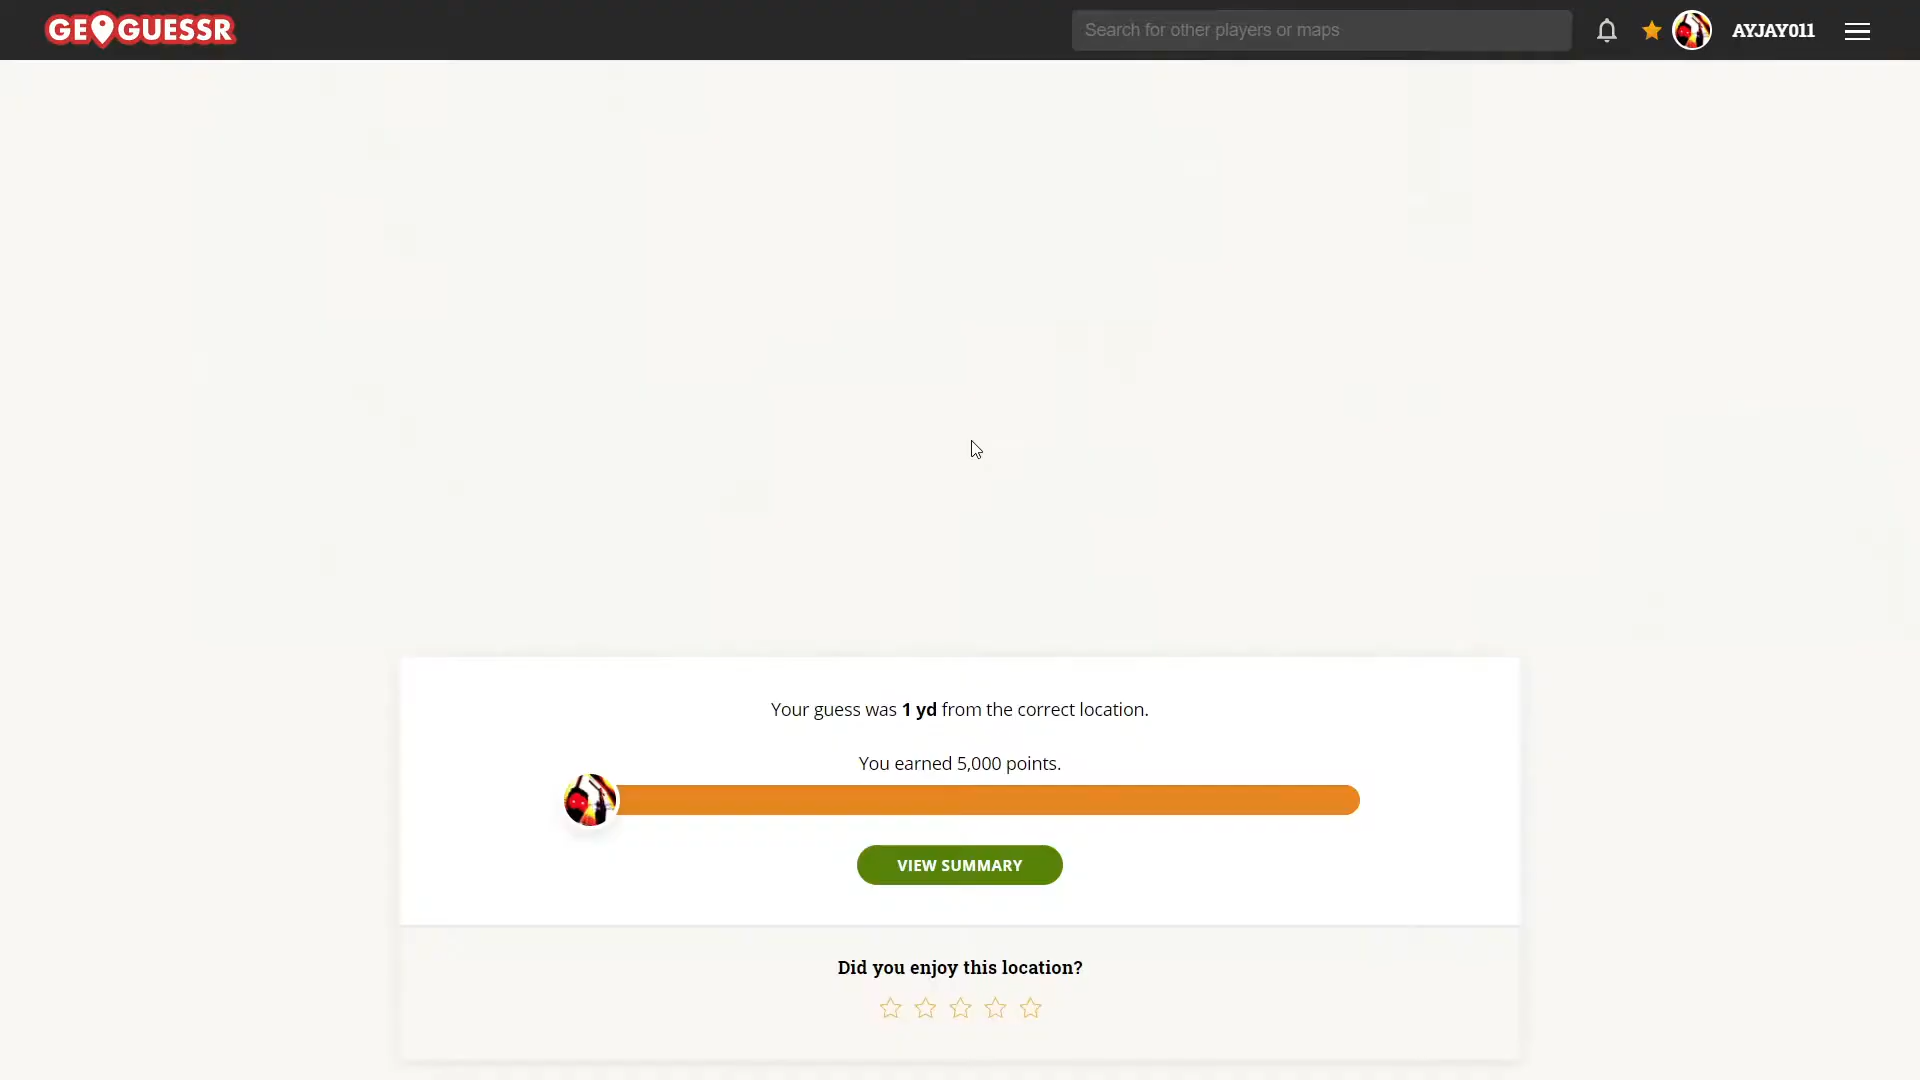 GEOGUESSR
Search for other players or maps
AYJAY011
Your guess was 1 yd from the correct location.
You earned 5,000 points.
VIEW SUMMARY
Did you enjoy this location?